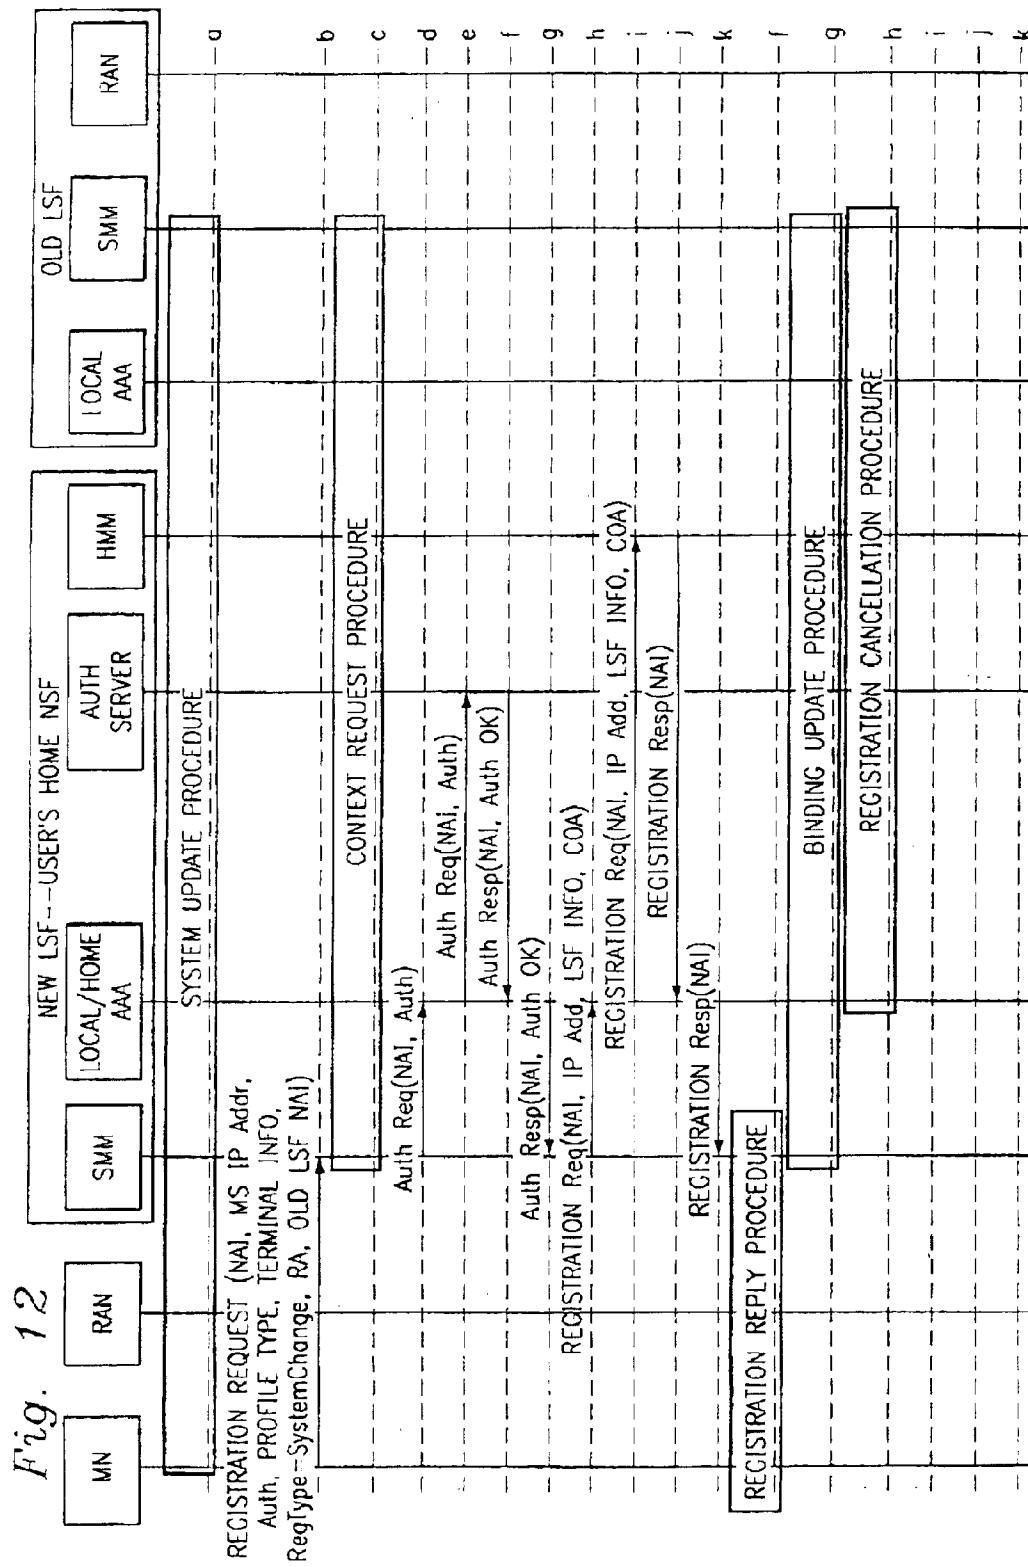 Fig. 12
NEW LSF--USER'S HOME NSF
OLD LSF
MN
RAN
SMM
LOCAL/HOME
AAA
AUTH
SERVER
HMM
LOCAL
AAA
SMM
RAN
SYSTEM UPDATE PROCEDURE
a
REGISTRATION REQUEST (NAI, MS IP Addr,
Auth, PROFILE TYPE, TERMINAL INFO,
RegType-SystemChange, RA, OLD LSF NAI)
b
CONTEXT REQUEST PROCEDURE
c
Auth Req(NAI, Auth)
d
Auth Req(NAI, Auth)
e
Auth Resp(NAI, Auth OK)
f
Auth Resp(NAI, Auth OK)
g
REGISTRATION Req(NAI, IP Add, LSF INFO, COA)
h
REGISTRATION Req(NAI, IP Add, LSF INFO, COA)
i
REGISTRATION Resp(NAI)
j
REGISTRATION Resp(NAI)
k
REGISTRATION REPLY PROCEDURE
f
BINDING UPDATE PROCEDURE
g
REGISTRATION CANCELLATION PROCEDURE
h
i
j
k